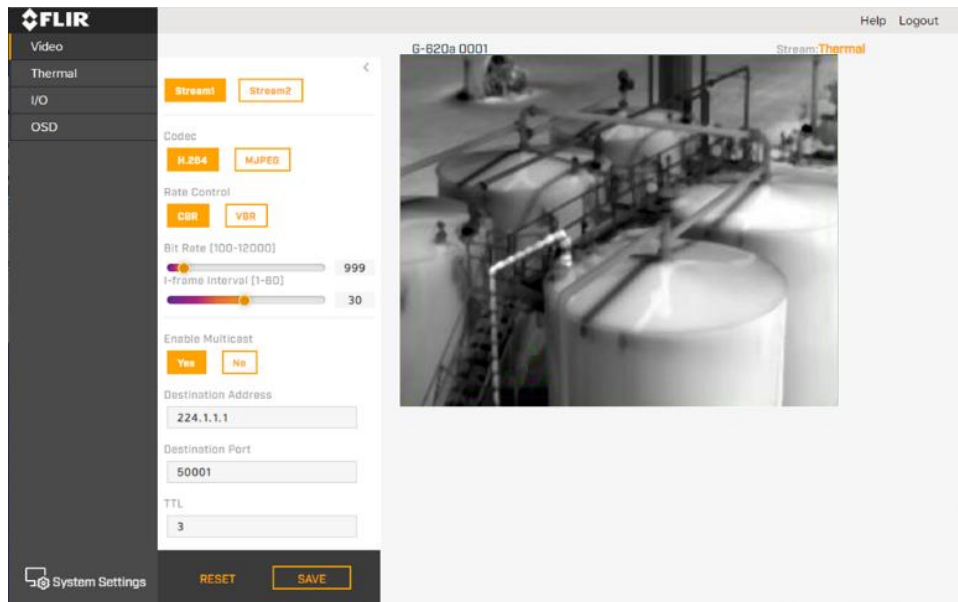 FLIR
Help Logout
Video
Thermal
I/O
OSD
Stream1 Stream2
Codec
H.264 MJPEG
Rate Control
CBR VBR
Bit Rate (100-12000)
999
I-frame Interval (1-60)
30
Enable Multicast
Yes No
Destination Address
224.1.1.1
Destination Port
50001
TTL
3
System Settings
RESET SAVE
G-620a 0001 Stream:Thermal